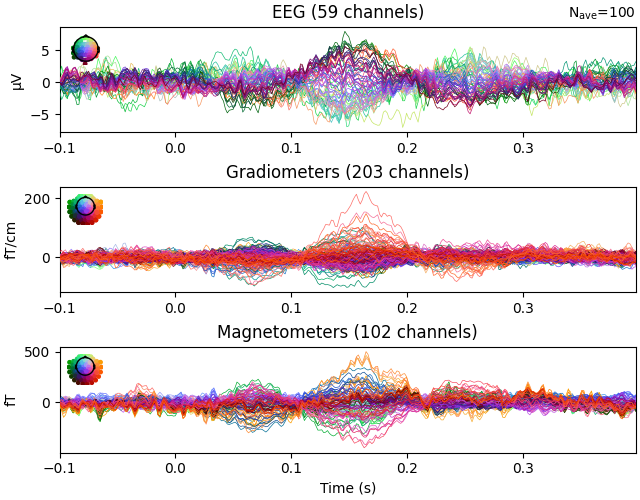 EEG (59 channels)
Nave=100
µV
5
0
−5
−0.1 0.0 0.1 0.2 0.3
Gradiometers (203 channels)
fT/cm
200
0
−0.1 0.0 0.1 0.2 0.3
Magnetometers (102 channels)
fT
500
0
−0.1 0.0 0.1 0.2 0.3
Time (s)